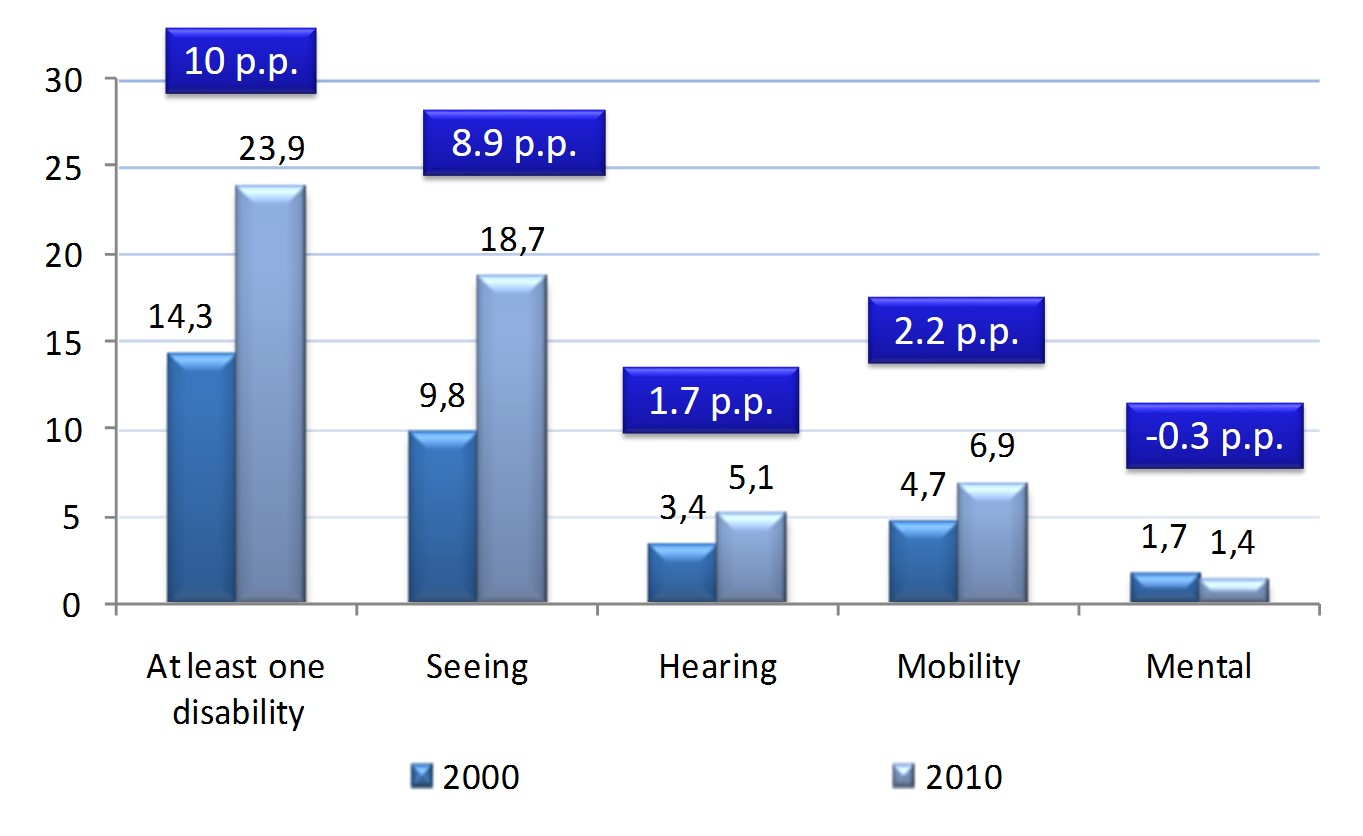 10 p.p.
8.9 p.p.
1.7 p.p.
2.2 p.p.
-0.3 p.p.
30
25
20
15
10
5
0
14,3
23,9
9,8
18,7
3,4
5,1
4,7
6,9
1,7
1,4
At least one
disability
Seeing
Hearing
Mobility
Mental
2000
2010